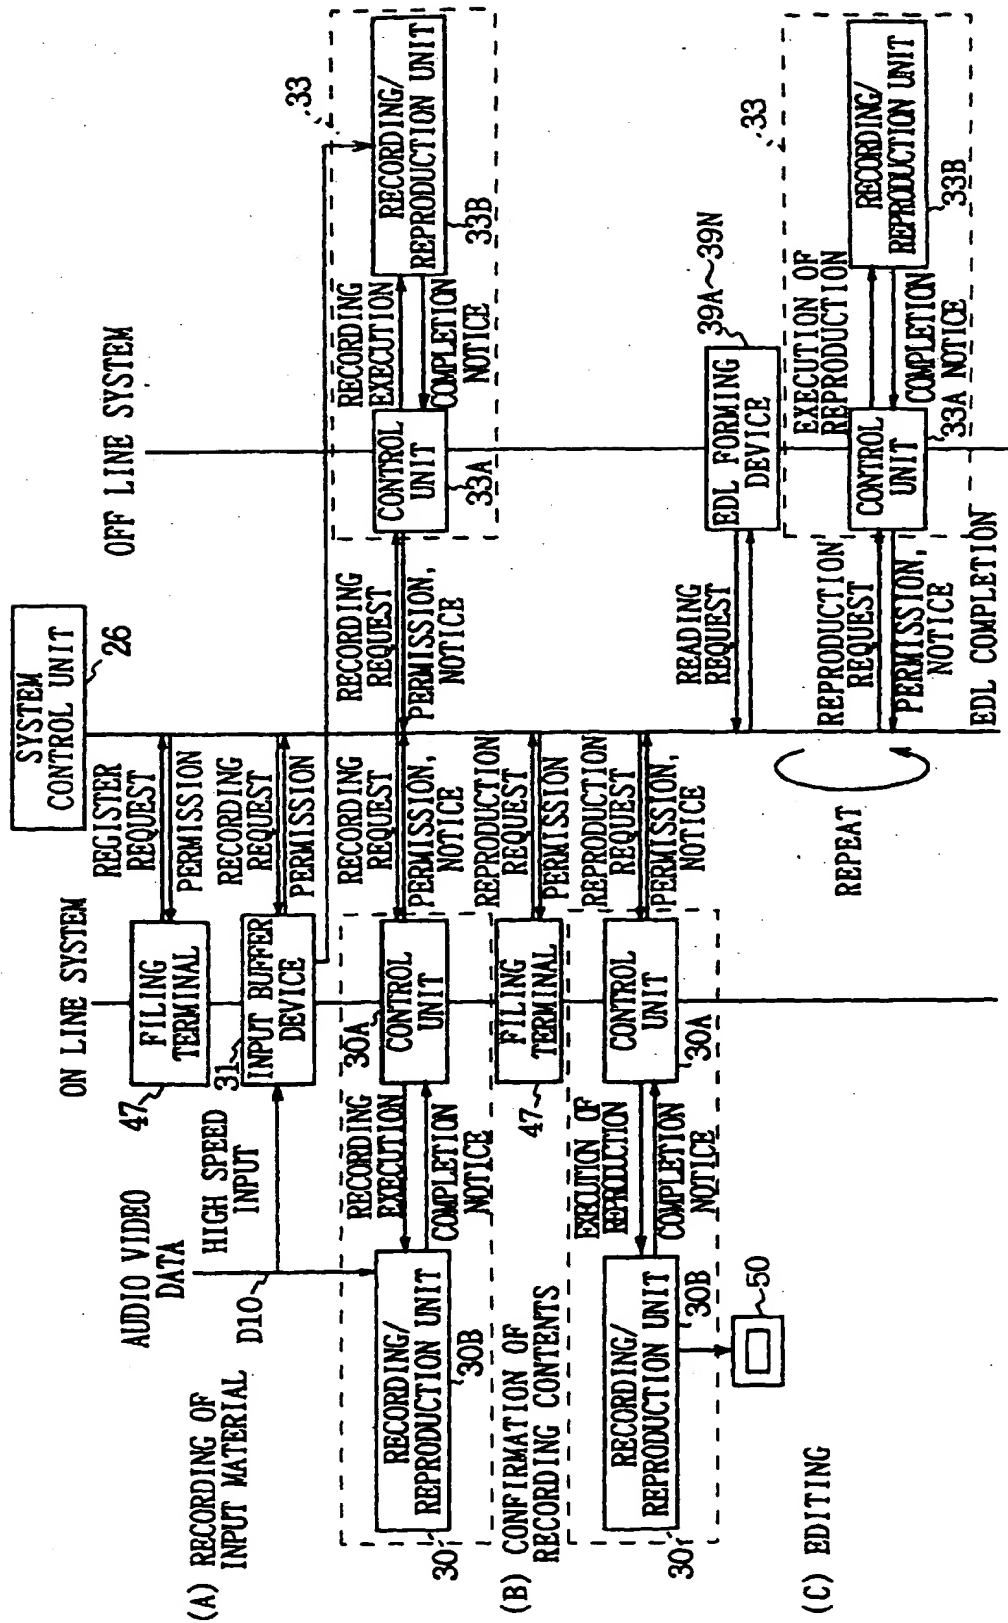 SYSTEM
CONTROL UNIT
26
ON LINE SYSTEM
OFF LINE SYSTEM
AUDIO VIDEO
DATA
D10
HIGH SPEED
INPUT
(A) RECORDING OF
INPUT MATERIAL
47
FILING
TERMINAL
REGISTER
REQUEST
PERMISSION
31
INPUT BUFFER
DEVICE
RECORDING
REQUEST
PERMISSION
30
RECORDING/
REPRODUCTION UNIT
30B
RECORDING
EXECUTION
COMPLETION
NOTICE
30A
CONTROL
UNIT
RECORDING
REQUEST
PERMISSION,
NOTICE
RECORDING
REQUEST
PERMISSION,
NOTICE
CONTROL
UNIT
33A
RECORDING
EXECUTION
COMPLETION
NOTICE
RECORDING/
REPRODUCTION UNIT
33B
33
(B) CONFIRMATION OF
RECORDING CONTENTS
47
FILING
TERMINAL
REPRODUCTION
REQUEST
PERMISSION
30
RECORDING/
REPRODUCTION UNIT
30B
EXECUTION OF
REPRODUCTION
COMPLETION
NOTICE
CONTROL
UNIT
30A
REPRODUCTION
REQUEST
PERMISSION,
NOTICE
50
(C) EDITING
READING
REQUEST
EDL FORMING
DEVICE
39A~39N
REPEAT
REPRODUCTION
REQUEST
PERMISSION,
NOTICE
CONTROL
UNIT
33A
EXECUTION OF
REPRODUCTION
COMPLETION
NOTICE
RECORDING/
REPRODUCTION UNIT
33B
33
EDL COMPLETION